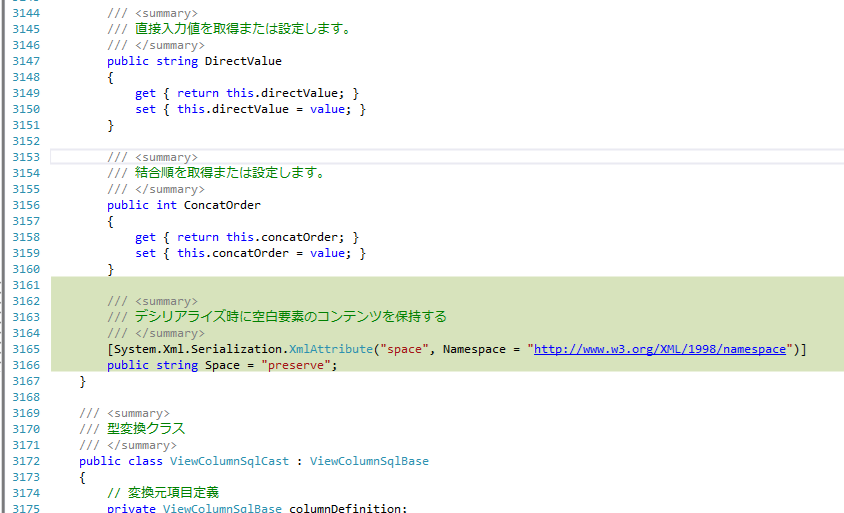 3144 /// <summary>
3145 /// 直接入力値を取得または設定します。
3146 /// </summary>
3147 public string DirectValue
3148 {
3149 get { return this.directValue; }
3150 set { this.directValue = value; }
3151 }
3152
3153 /// <summary>
3154 /// 結合順を取得または設定します。
3155 /// </summary>
3156 public int ConcatOrder
3157 {
3158 get { return this.concatOrder; }
3159 set { this.concatOrder = value; }
3160 }
3161
3162 /// <summary>
3163 /// デシリアライズ時に空白要素のコンテンツを保持する
3164 /// </summary>
3165 [System.Xml.Serialization.XmlAttribute("space", Namespace = "http://www.w3.org/XML/1998/namespace")]
3166 public string Space = "preserve";
3167 }
3168
3169 /// <summary>
3170 /// 型変換クラス
3171 /// </summary>
3172 public class ViewColumnSqlCast : ViewColumnSqlBase
3173 {
3174 // 変換元項目定義
3175 private ViewColumnSqlBase columnDefinition;